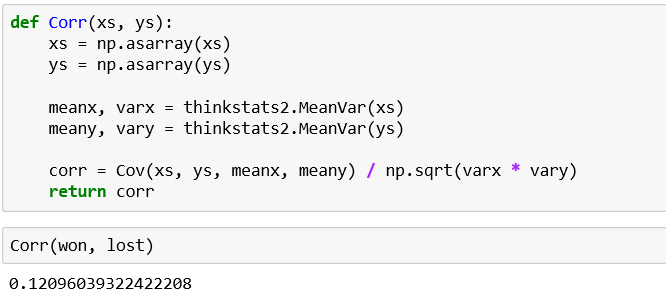 def Corr(xs, ys):
    xs = np.asarray(xs)
    ys = np.asarray(ys)

    meanx, varx = thinkstats2.MeanVar(xs)
    meany, vary = thinkstats2.MeanVar(ys)

    corr = Cov(xs, ys, meanx, meany) / np.sqrt(varx * vary)
    return corr

Corr(won, lost)
0.12096039322422208